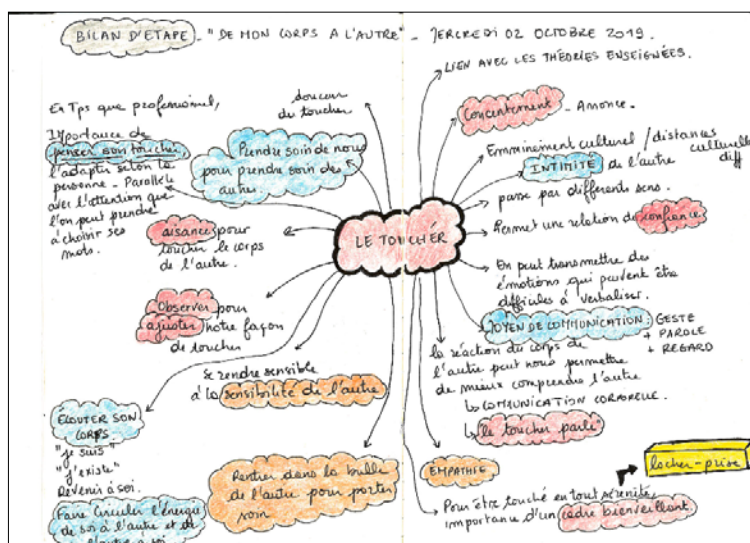 BILAN D'ETAPE - "DE MON CORPS A L'AUTRE" - MERCREDI 02 OCTOBRE 2019.
En Tps que professionnel,
Importance de
penser son toucher,
l'adapter selon la
personne - Parallèle
avec l'attention que
l'on peut prendre
à choisir ses
mots.
douceur
du toucher
Prendre soin de nous
pour prendre soin des
autres.
aisance pour
toucher le corps
de l'autre.
Observer pour
ajuster notre façon
de toucher
se rendre sensible
à la sensibilité de l'autre
ÉCOUTER SON
CORPS.
"je suis"
"j'existe"
Revenir à soi.
Faire circuler l'énergie
de soi à l'autre et de
l'autre à soi
Rentrer dans la bulle
de l'autre pour porter
soin
LE TOUCHÉR
LIEN AVEC LES THÉORIES ENSEIGNÉES.
Consentement - Annonce.
culturel / distances
culturelle
diff
INTIMITÉ de l'autre
passe par différents sens.
Permet une relation de confiance
On peut transmettre des
émotions qui peuvent être
difficiles à verbaliser.
MOYEN DE COMMUNICATION: GESTE
+ PAROLE
+ REGARD
la réaction du corps de
l'autre peut nous permettre
de mieux comprendre l'autre
↳ COMMUNICATION CORPORELLE.
↳ "le toucher parle"
EMPATHIE
lâcher-prise
Pour être touché en tout sérénité,
importance d'un cadre bienveillant.